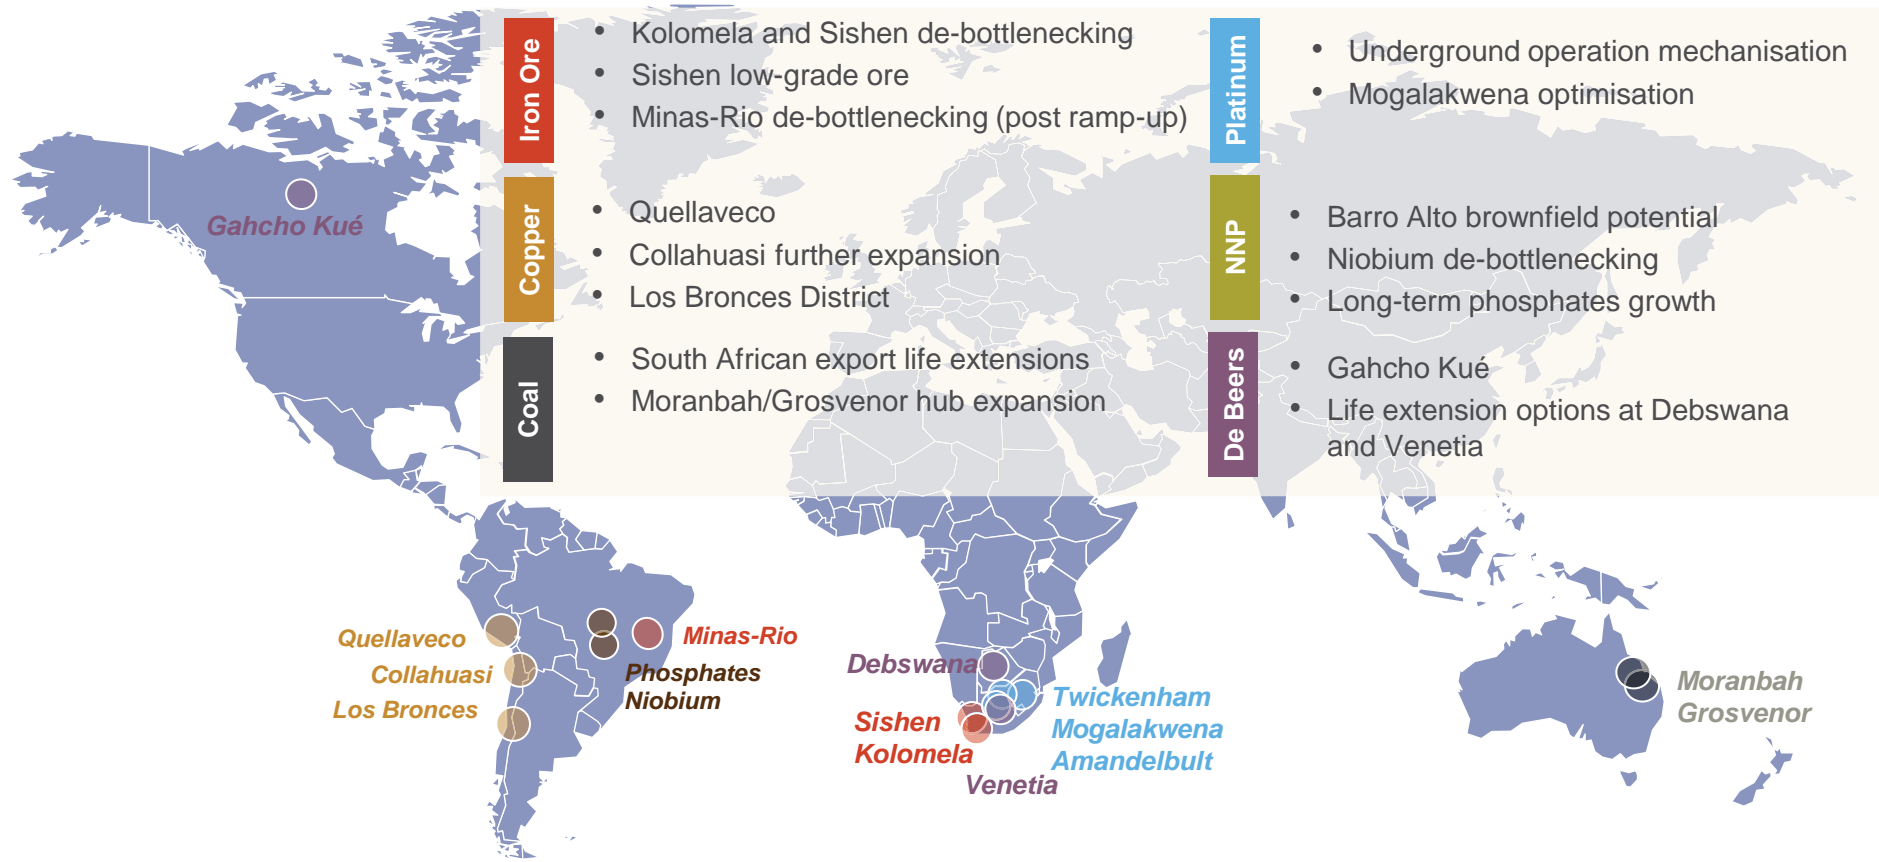 Iron Ore
• Kolomela and Sishen de-bottlenecking
• Sishen low-grade ore
• Minas-Rio de-bottlenecking (post ramp-up)
Copper
• Quellaveco
• Collahuasi further expansion
• Los Bronces District
Coal
• South African export life extensions
• Moranbah/Grosvenor hub expansion
Platinum
• Underground operation mechanisation
• Mogalakwena optimisation
NNP
• Barro Alto brownfield potential
• Niobium de-bottlenecking
• Long-term phosphates growth
De Beers
• Gahcho Kué
• Life extension options at Debswana
and Venetia
Gahcho Kué
Quellaveco
Collahuasi
Los Bronces
Minas-Rio
Phosphates
Niobium
Debswana
Sishen
Kolomela
Venetia
Twickenham
Mogalakwena
Amandelbult
Moranbah
Grosvenor